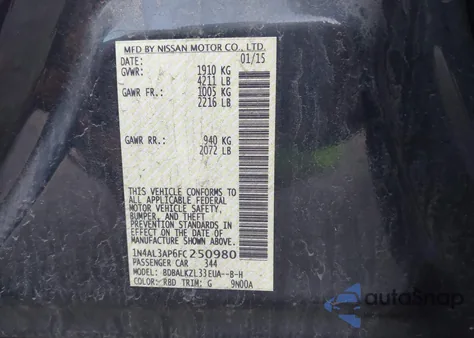 MFD BY NISSAN MOTOR CO., LTD.
DATE: 01/15
GVWR: 1910 KG
4211 LB
GAWR FR.: 1005 KG
2216 LB
GAWR RR.: 940 KG
2072 LB
THIS VEHICLE CONFORMS TO
ALL APPLICABLE FEDERAL
MOTOR VEHICLE SAFETY,
BUMPER, AND THEFT
PREVENTION STANDARDS IN
EFFECT ON THE DATE OF
MANUFACTURE SHOWN ABOVE.
1N4AL3AP6FC250980
PASSENGER CAR 344
MODEL: BDBALKZL33EUA--B-H
COLOR: RBD TRIM: G 9N00A
autoSnap